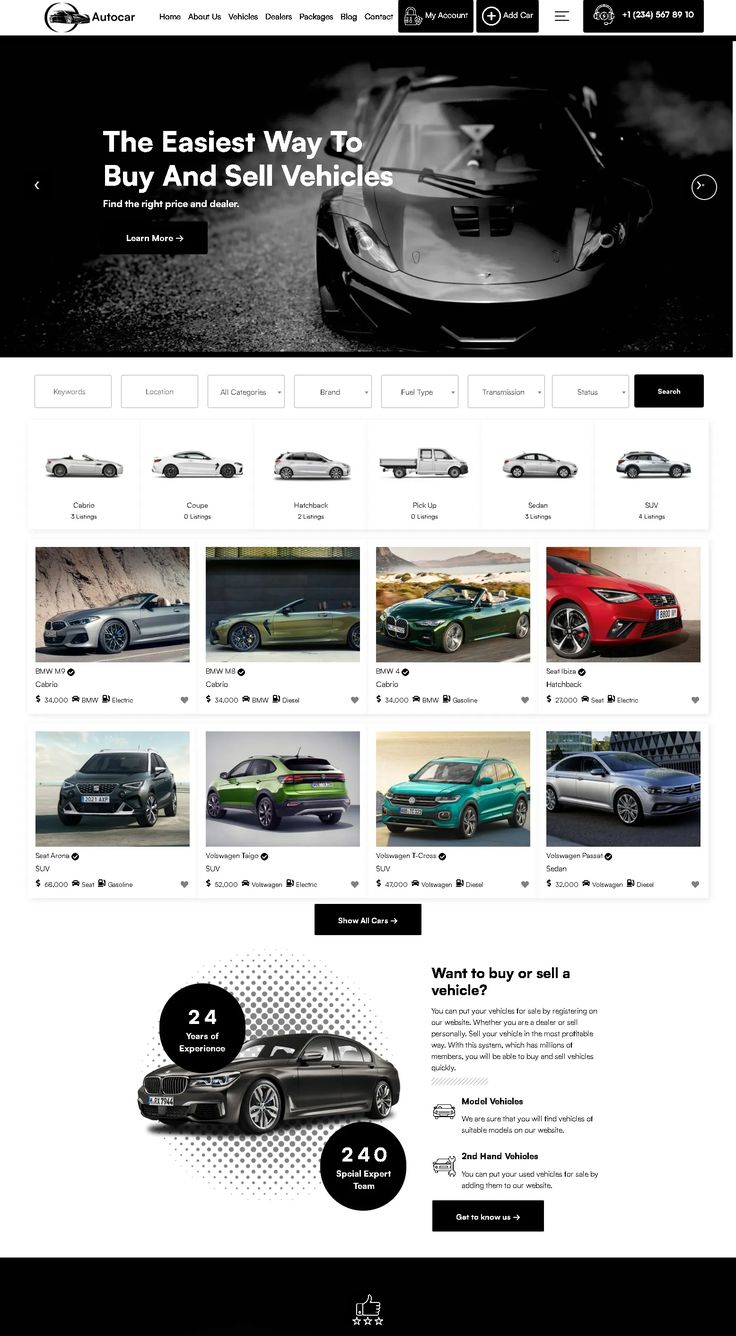 Autocar
Home About Us Vehicles Dealers Packages Blog Contact
My Account
Add Car
+1 (234) 567 89 10
The Easiest Way To
Buy And Sell Vehicles
Find the right price and dealer.
Learn More →
Keywords
Location
All Categories
Brand
Fuel Type
Transmission
Status
Search
Cabrio
3 Listings
Coupe
0 Listings
Hatchback
2 Listings
Pick Up
0 Listings
Sedan
3 Listings
SUV
4 Listings
BMW M9
Cabrio
$ 34,000 BMW Electric
BMW M8
Cabrio
$ 34,000 BMW Diesel
BMW 4
Cabrio
$ 34,000 BMW Gasoline
Seat Ibiza
Hatchback
$ 27,000 Seat Electric
Seat Arona
SUV
$ 68,000 Seat Gasoline
Volswagen Taigo
SUV
$ 52,000 Volswagen Electric
Volswagen T-Cross
SUV
$ 47,000 Volswagen Diesel
Volswagen Passat
Sedan
$ 32,000 Volswagen Diesel
Show All Cars →
24
Years of
Experience
M·RX 7944
240
Spcial Expert
Team
Want to buy or sell a
vehicle?
You can put your vehicles for sale by registering on
our website. Whether you are a dealer or sell
personally. Sell your vehicle in the most profitable
way. With this system, which has millions of
members, you will be able to buy and sell vehicles
quickly.
Model Vehicles
We are sure that you will find vehicles of
suitable models on our website.
2nd Hand Vehicles
You can put your used vehicles for sale by
adding them to our website.
Get to know us →